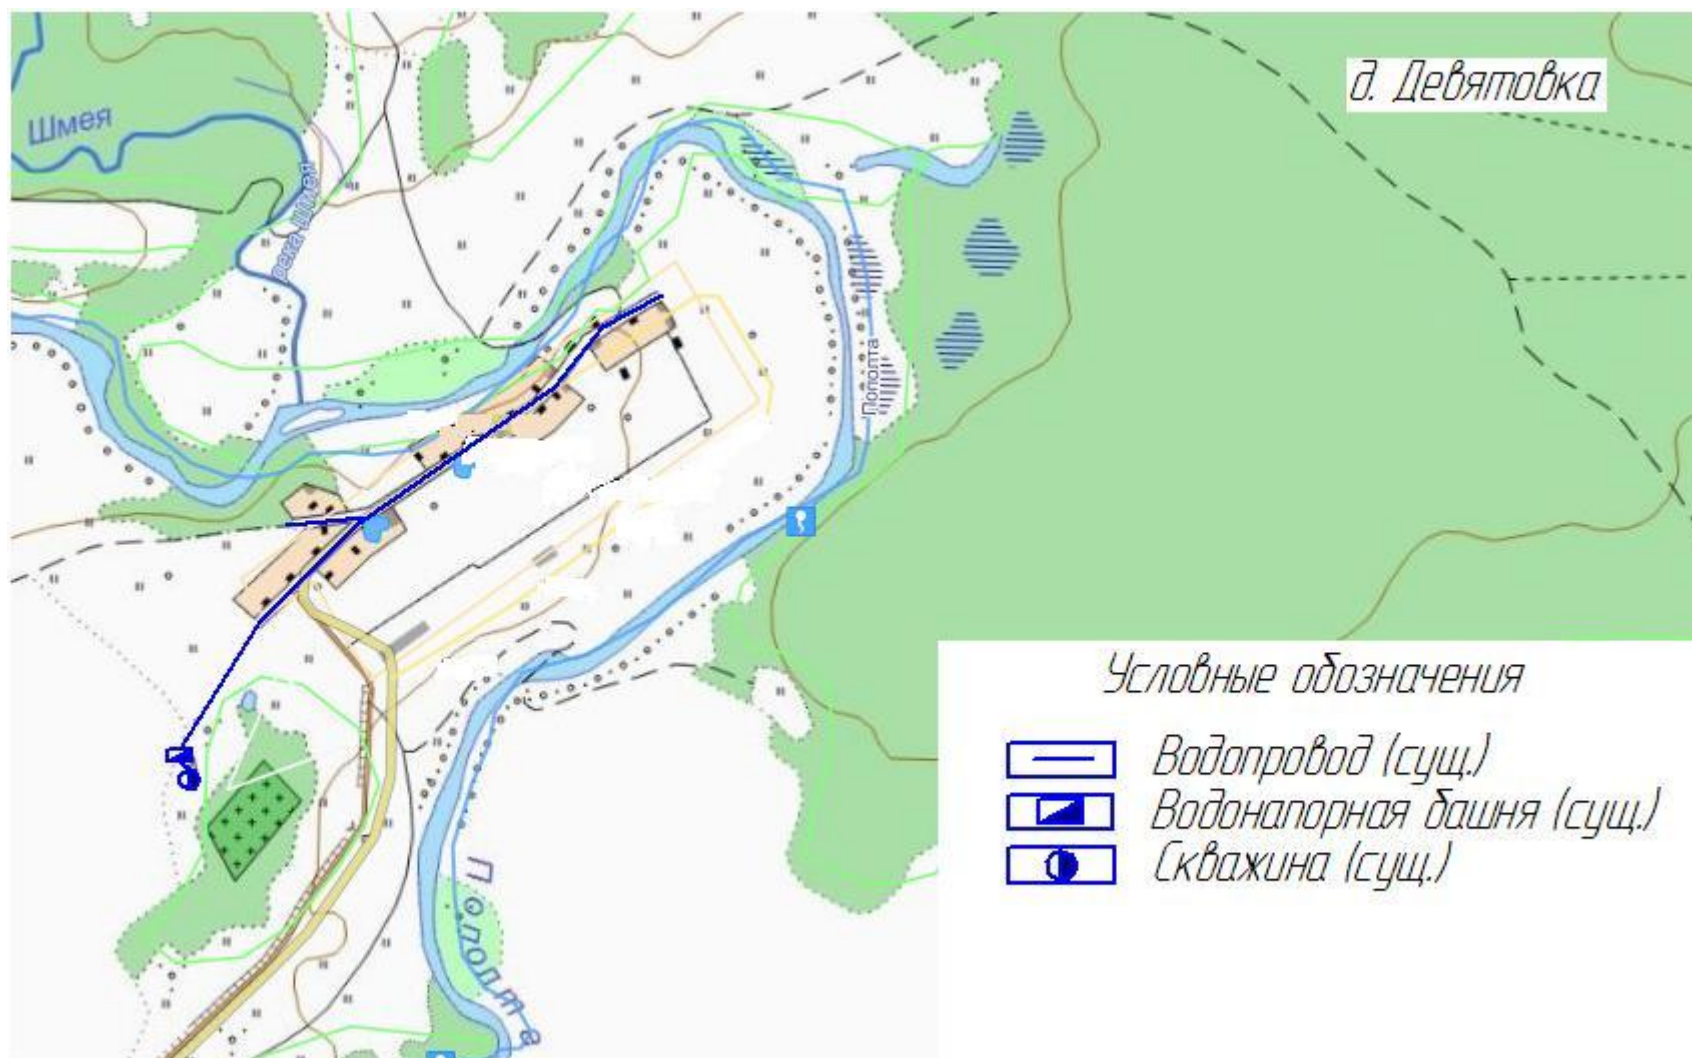 д. Девятовка
Шмея
река Шмея
Пополта
Условные обозначения
Водопровод (сущ.)
Водонапорная башня (сущ.)
Скважина (сущ.)
Пополта